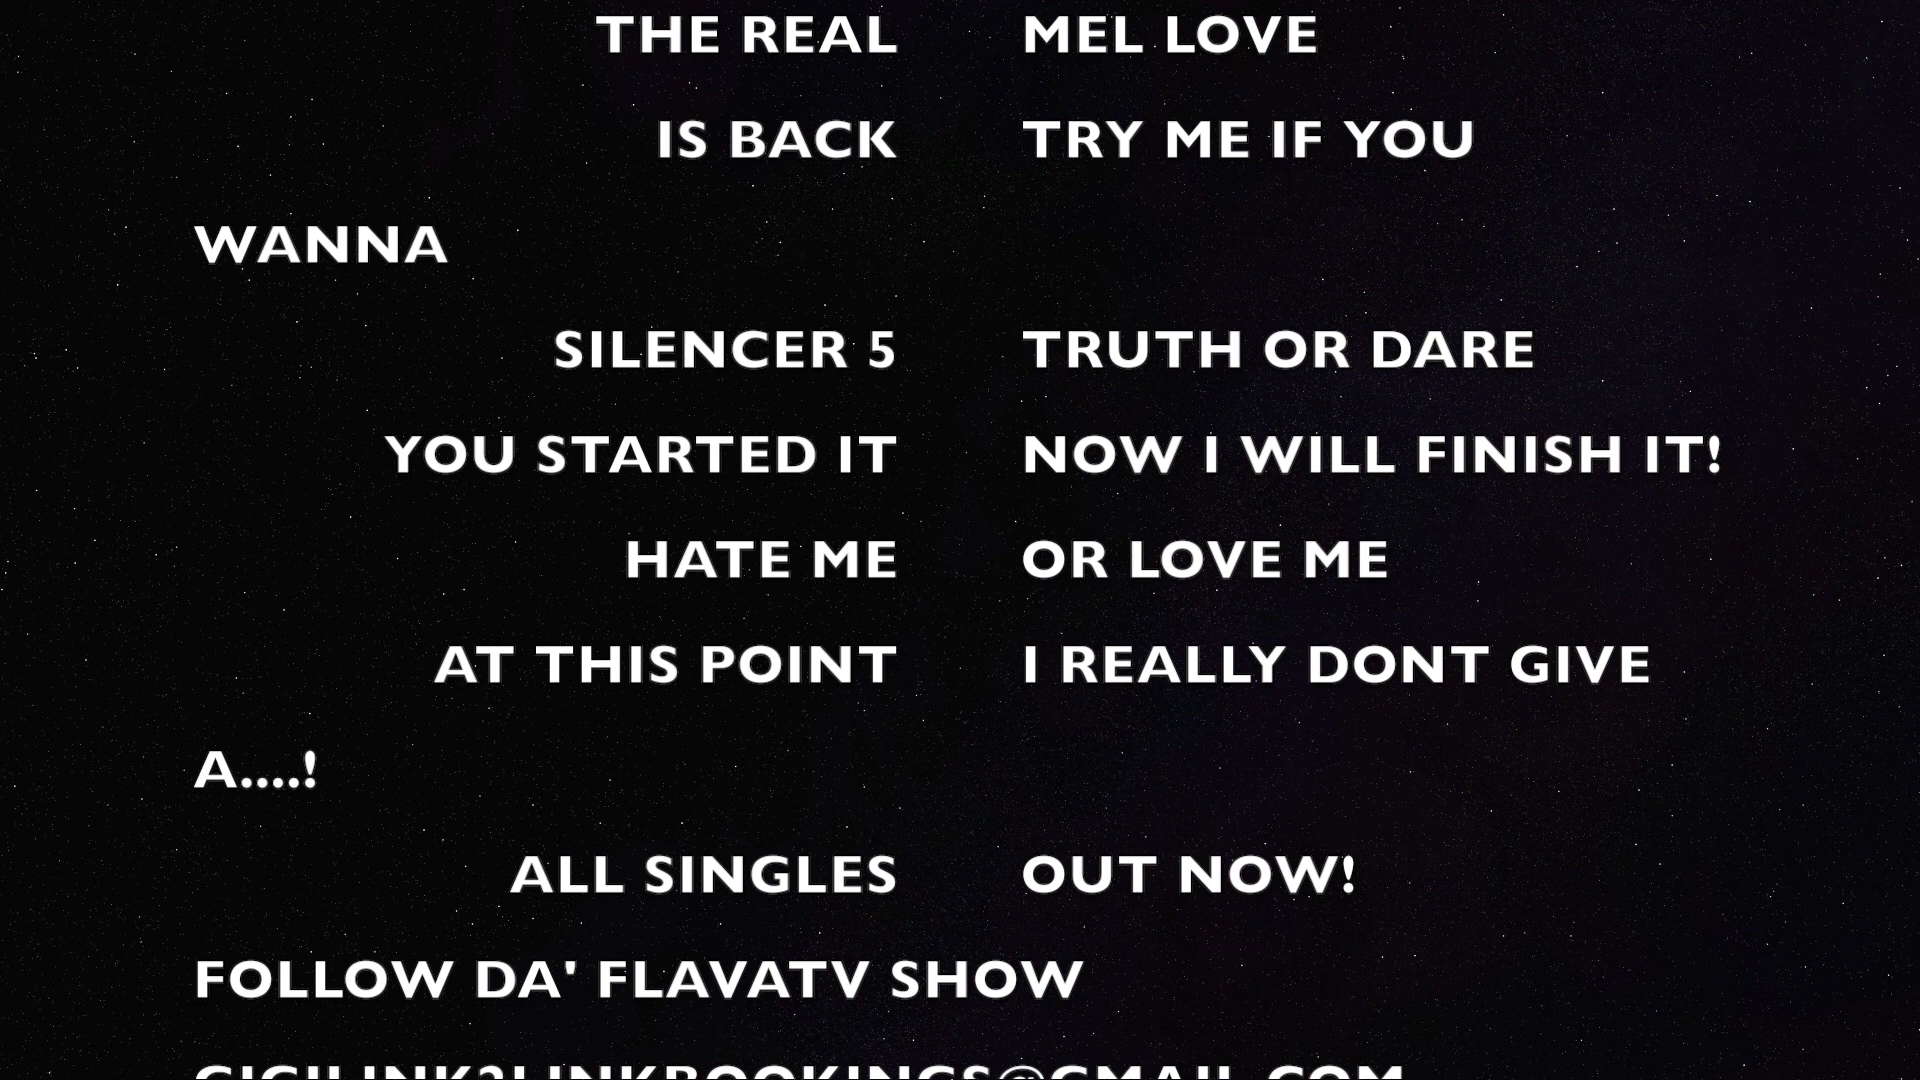 THE REAL MEL LOVE
IS BACK TRY ME IF YOU
WANNA
SILENCER 5 TRUTH OR DARE
YOU STARTED IT NOW I WILL FINISH IT!
HATE ME OR LOVE ME
AT THIS POINT I REALLY DONT GIVE
A....!
ALL SINGLES OUT NOW!
FOLLOW DA' FLAVATV SHOW